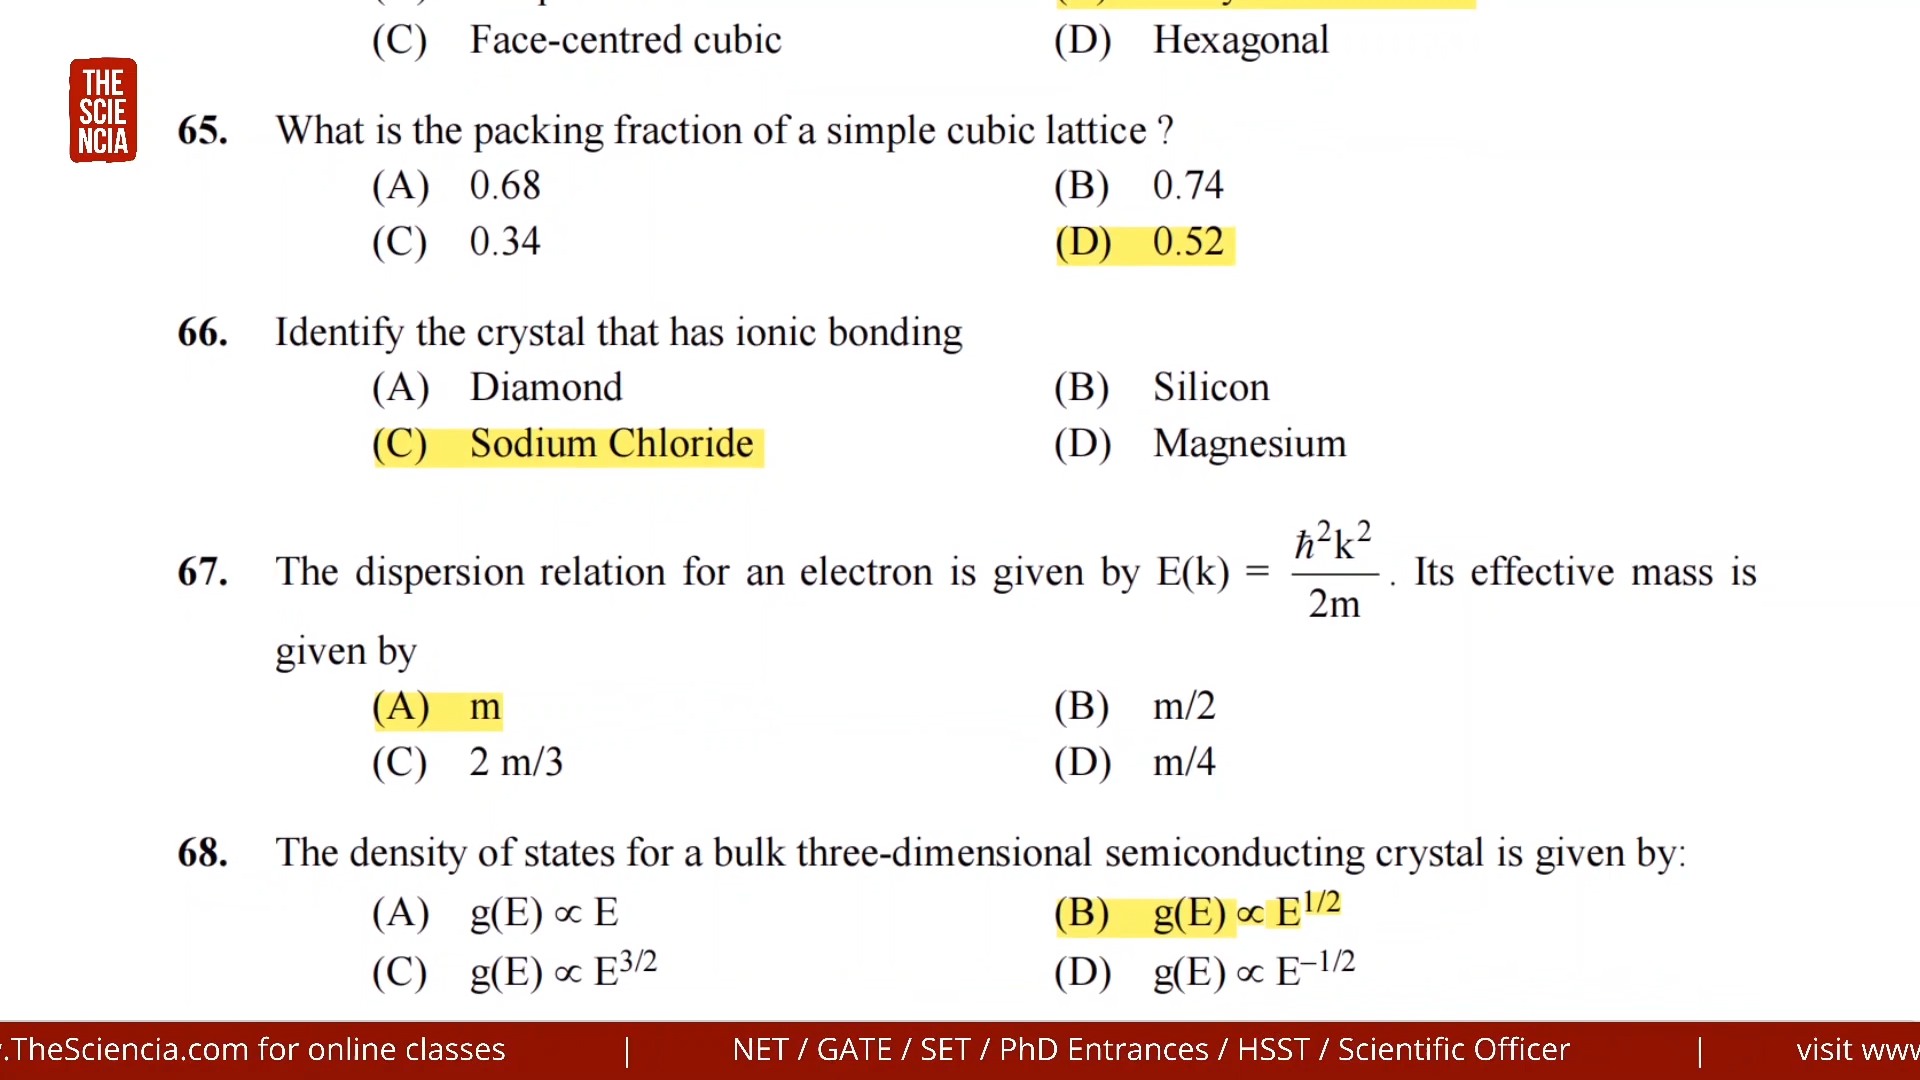 (C) Face-centred cubic (D) Hexagonal
THE
SCIE
NCIA
65. What is the packing fraction of a simple cubic lattice ?
(A) 0.68 (B) 0.74
(C) 0.34 (D) 0.52
66. Identify the crystal that has ionic bonding
(A) Diamond (B) Silicon
(C) Sodium Chloride (D) Magnesium
67. The dispersion relation for an electron is given by E(k) = ħ²k²/2m . Its effective mass is
given by
(A) m (B) m/2
(C) 2 m/3 (D) m/4
68. The density of states for a bulk three-dimensional semiconducting crystal is given by:
(A) g(E) ∝ E (B) g(E) ∝ E^1/2
(C) g(E) ∝ E^3/2 (D) g(E) ∝ E^−1/2
.TheSciencia.com for online classes | NET / GATE / SET / PhD Entrances / HSST / Scientific Officer | visit www